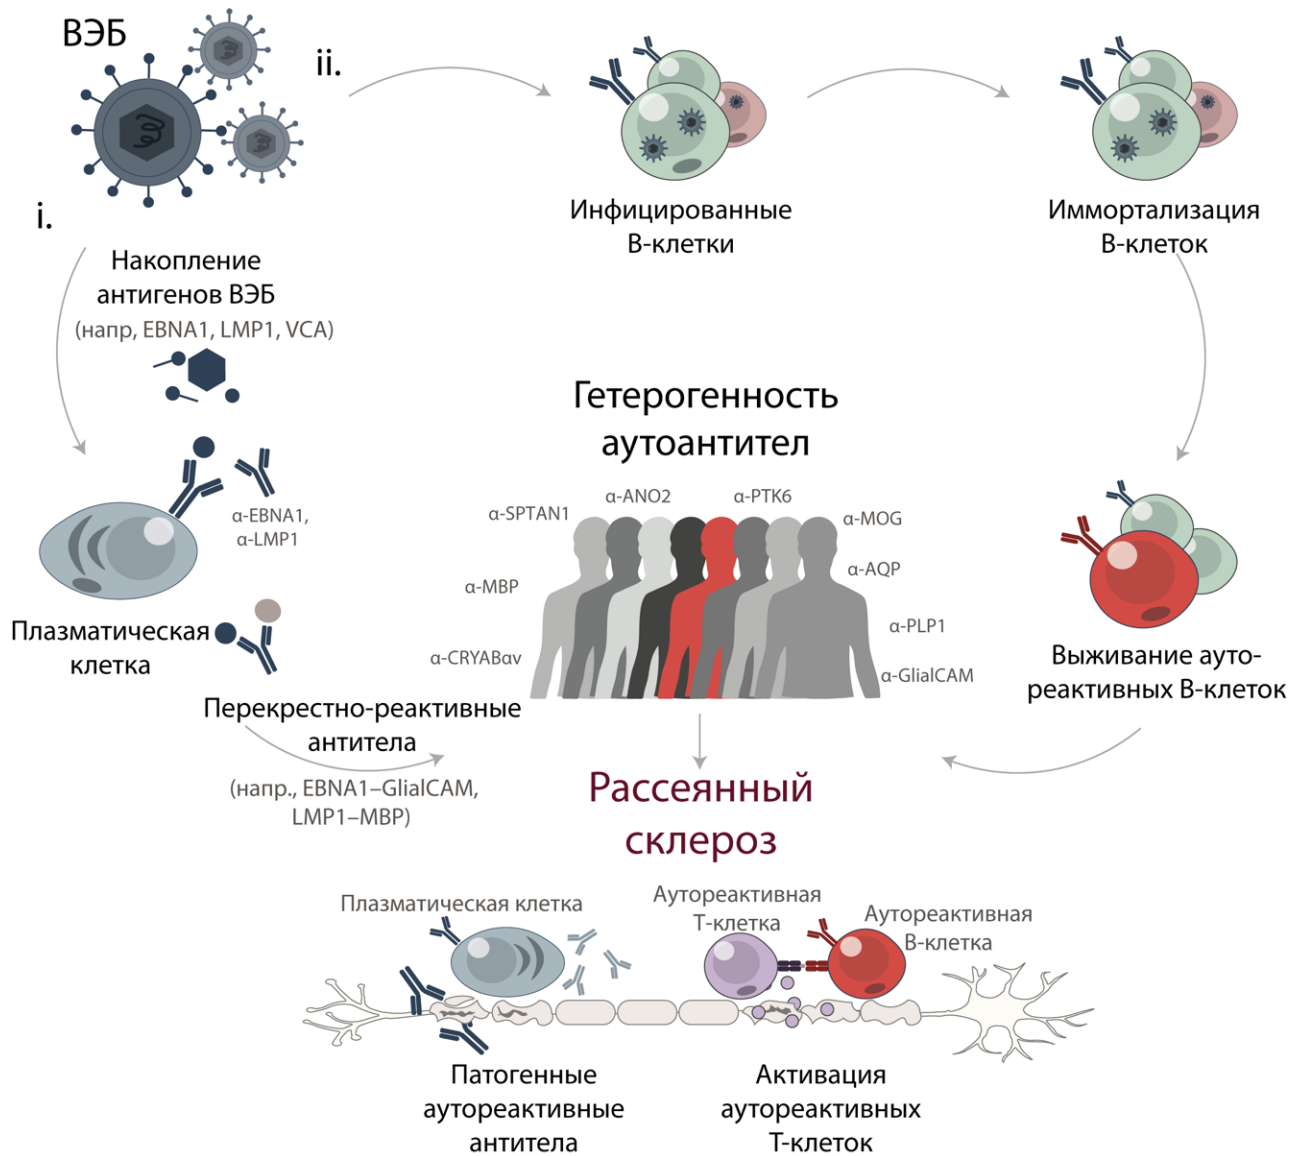 ВЭБ
ii.
i.
Инфицированные
В-клетки
Иммортализация
В-клеток
Накопление
антигенов ВЭБ
(напр, EBNA1, LMP1, VCA)
α-EBNA1,
α-LMP1
Плазматическая
клетка
Перекрестно-реактивные
антитела
(напр., EBNA1–GlialCAM,
LMP1–MBP)
Гетерогенность
аутоантител
α-SPTAN1
α-ANO2
α-PTK6
α-MOG
α-MBP
α-AQP
α-CRYABαv
α-PLP1
α-GlialCAM
Выживание ауто-
реактивных В-клеток
Рассеянный
склероз
Плазматическая клетка
Аутореактивная
Т-клетка
Аутореактивная
В-клетка
Патогенные
аутореактивные
антитела
Активация
аутореактивных
Т-клеток